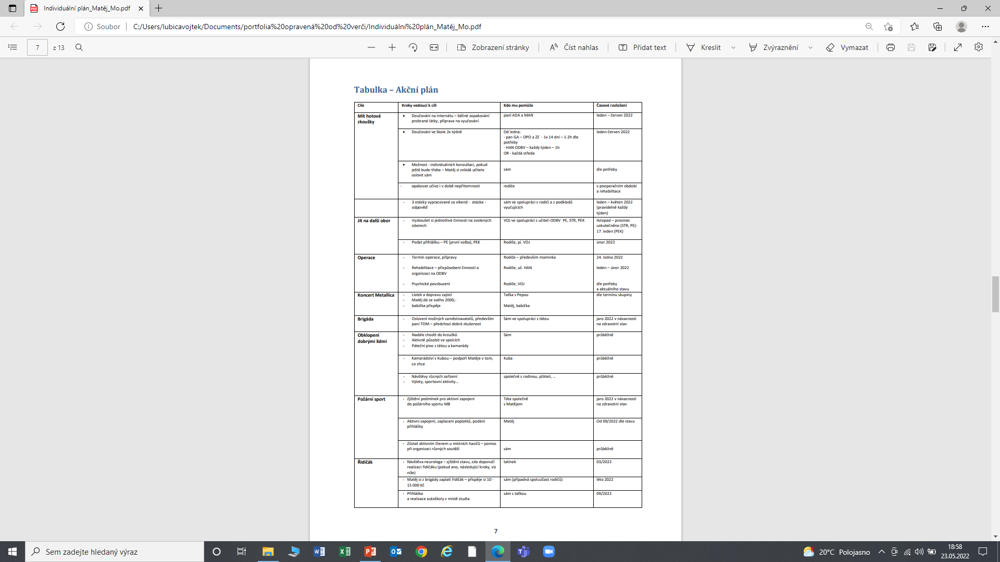 Individuální plán_Matěj_Mo.pdf
Soubor
C:/Users/lubicavojtek/Documents/portfolia%20opravená%20od%20verči/Individuální%20plán_Matěj_Mo.pdf
7 z 13
Zobrazení stránky
Číst nahlas
Přidat text
Kreslit
Zvýraznění
Vymazat
Tabulka – Akční plán
Cíle Kroky vedoucí k cíli Kdo mu pomůže Časové rozložení
Mít hotové
zkoušky
• Doučování na internátu – běžné zopakování
probrané látky, příprava na vyučování
paní ADA a MAN
leden – červen 2022
• Doučování ve škole 2x týdně
Od ledna:
- pan GA – OPO a ZZ - 1x 14 dní – 1-2h dle
potřeby
- HAN ODBV – každý týden – 1h
OR - každá středa
leden-červen 2022
• Možnost - individuálních konzultací, pokud
ještě bude třeba – Matěj si zvládá učitele
oslovit sám
sám
dle potřeby
- opakovat učivo i v době nepřítomnosti
rodiče
v pooperačním období
a rehabilitace
- 3 otázky vypracované za víkend - otázka -
odpověď
sám ve spolupráci s rodiči a z podkladů
vyučujících
leden – květen 2022
(pravidelně každý
týden)
Jít na další obor
- Vyzkoušet si jednotlivé činnosti na zvolených
oborech
VOJ ve spolupráci s učiteli ODBV PE, STR, PEK
listopad – prosinec
uskutečněno (STR, PE)-
17. leden (PEK)
- Podat přihlášku – PE (první volba), PEK
Rodiče, pí. VOJ
únor 2022
Operace
- Termín operace, přípravy
Rodiče – především maminka
24. ledna 2022
- Rehabilitace – přizpůsobení činností a
organizaci na ODBV
Rodiče, uč. HAN
leden – únor 2022
- Psychické povzbuzení
Rodiče, VOJ
dle potřeby
a aktuálního stavu
Koncert Metallica
- Lístek a dopravu zajistí
- Matěj dá ze svého 2000,-
- babička přispěje
Taťka s Pepou
Matěj, babička
dle termínu skupiny
Brigáda
- Oslovení možných zaměstnavatelů, především
paní TOM – předchozí dobrá zkušenost
Sám ve spolupráci s tátou
jaro 2022 v návaznosti
na zdravotní stav
Obklopení
dobrými lidmi
- Nadále chodit do kroužků
- Aktivně působit ve spolcích
- Páteční pivo s tátou a kamarády
Sám
průběžně
- Kamarádství s Kubou – podpoří Matěje v tom,
co chce
Kuba
průběžně
- Návštěvy různých zařízení
- Výlety, sportovní aktivity…
společně s rodinou, přáteli, …
průběžně
Požární sport
- Zjištění podmínek pro aktivní zapojení
do požárního sportu MB
Táta společně
s Matějem
jaro 2022 v návaznosti
na zdravotní stav
- Aktivní zapojení, zaplacení poplatků, podání
přihlášky
Matěj
Od 09/2022 dle stavu
- Zůstat aktivním členem u místních hasičů – pomoc
při organizaci různých soutěží
sám
průběžně
Řidičák
- Návštěva neurologa – zjištění stavu, zda doporučí
realizaci řidičáku (pokud ano, následující kroky, viz
níže)
tatínek
03/2022
- Matěj si z brigády zaplatí řidičák – přispěje si 10 -
15 000 Kč
sám (případná spoluúčast rodičů)
léto 2022
- Přihláška
a realizace autoškoly v místě studia
sám s taťkou
09/2022
7
Sem zadejte hledaný výraz
20°C Polojasno
18:58
23.05.2022